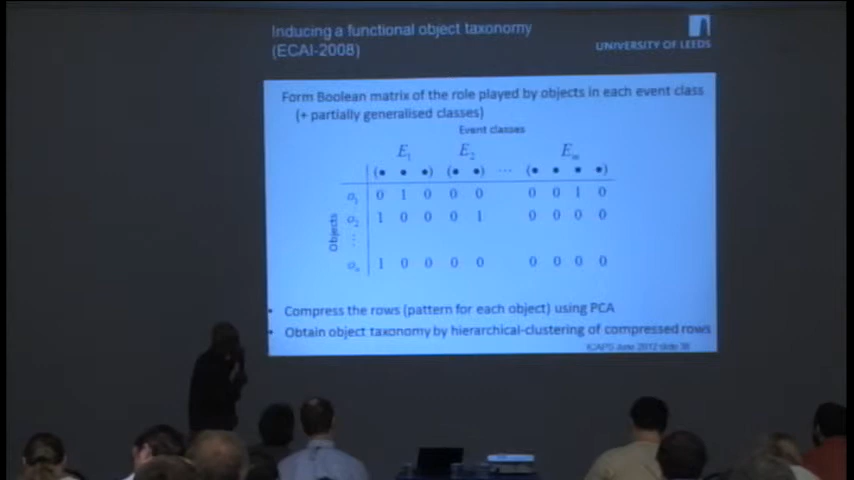 Inducing a functional object taxonomy
(ECAI-2008)
UNIVERSITY OF LEEDS
Form Boolean matrix of the role played by objects in each event class
(+ partially generalised classes)
Event classes
E1 E2 Em
(• • •) (• •) ... (• • • •)
Objects
o1 0 1 0 0 0 0 0 1 0
o2 1 0 0 0 1 0 0 0 0
⋮
on 1 0 0 0 0 0 0 0 0
• Compress the rows (pattern for each object) using PCA
• Obtain object taxonomy by hierarchical-clustering of compressed rows
ICAPS June 2012 slide 38